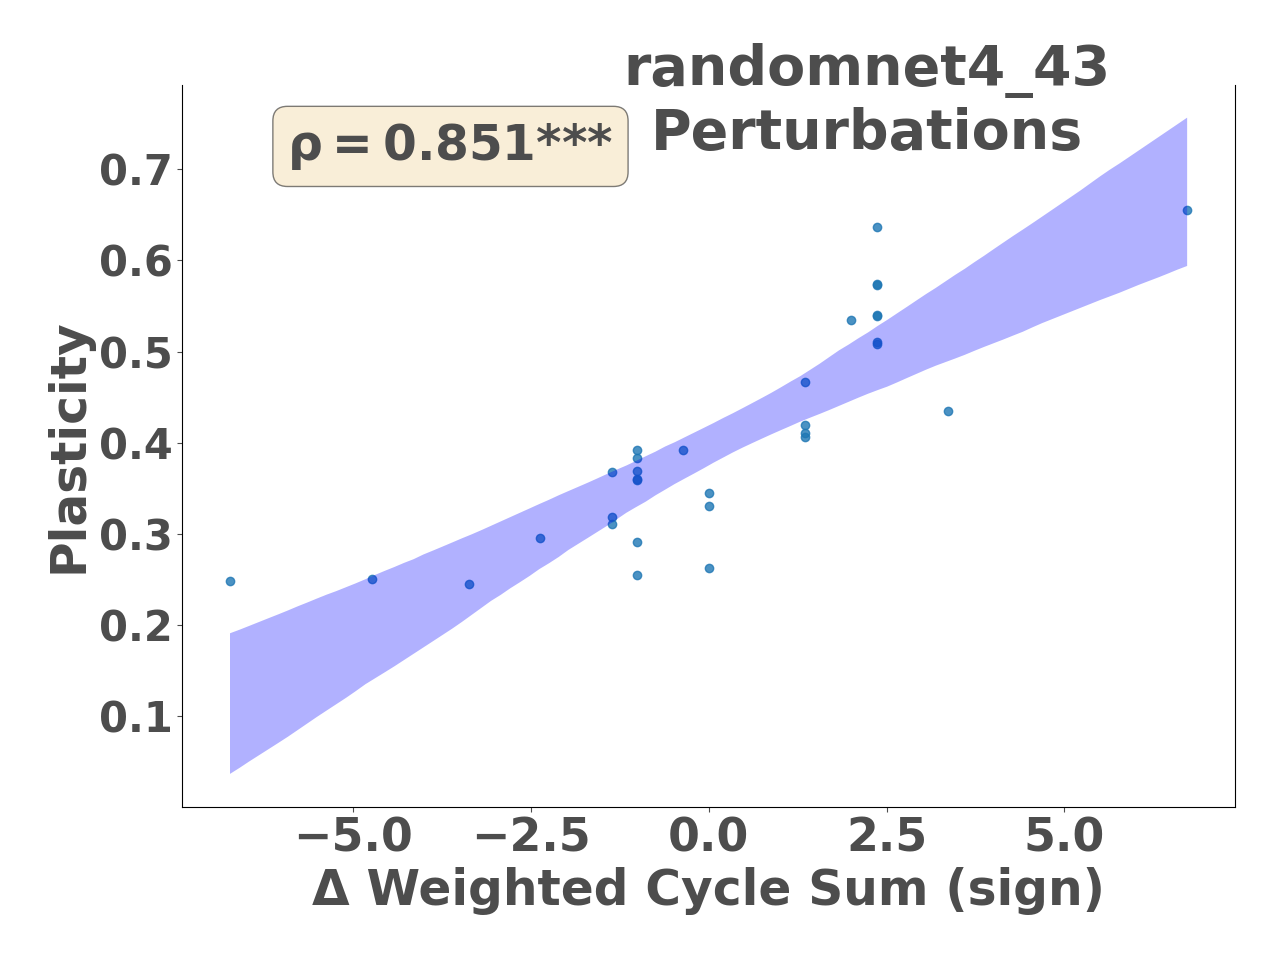 randomnet4_43
Perturbations
ρ = 0.851***
0.7
0.6
0.5
0.4
0.3
0.2
0.1
Plasticity
−5.0 −2.5 0.0 2.5 5.0
Δ Weighted Cycle Sum (sign)